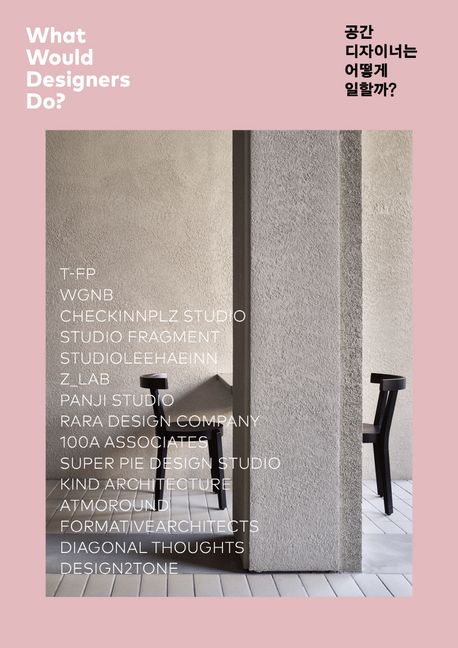 What
Would
Designers
Do?
공간
디자이너는
어떻게
일할까?
T-FP
WGNB
CHECKINNPLZ STUDIO
STUDIO FRAGMENT
STUDIOLEEHAEINN
Z_LAB
PANJI STUDIO
RARA DESIGN COMPANY
100A ASSOCIATES
SUPER PIE DESIGN STUDIO
KIND ARCHITECTURE
ATMOROUND
FORMATIVEARCHITECTS
DIAGONAL THOUGHTS
DESIGN2TONE